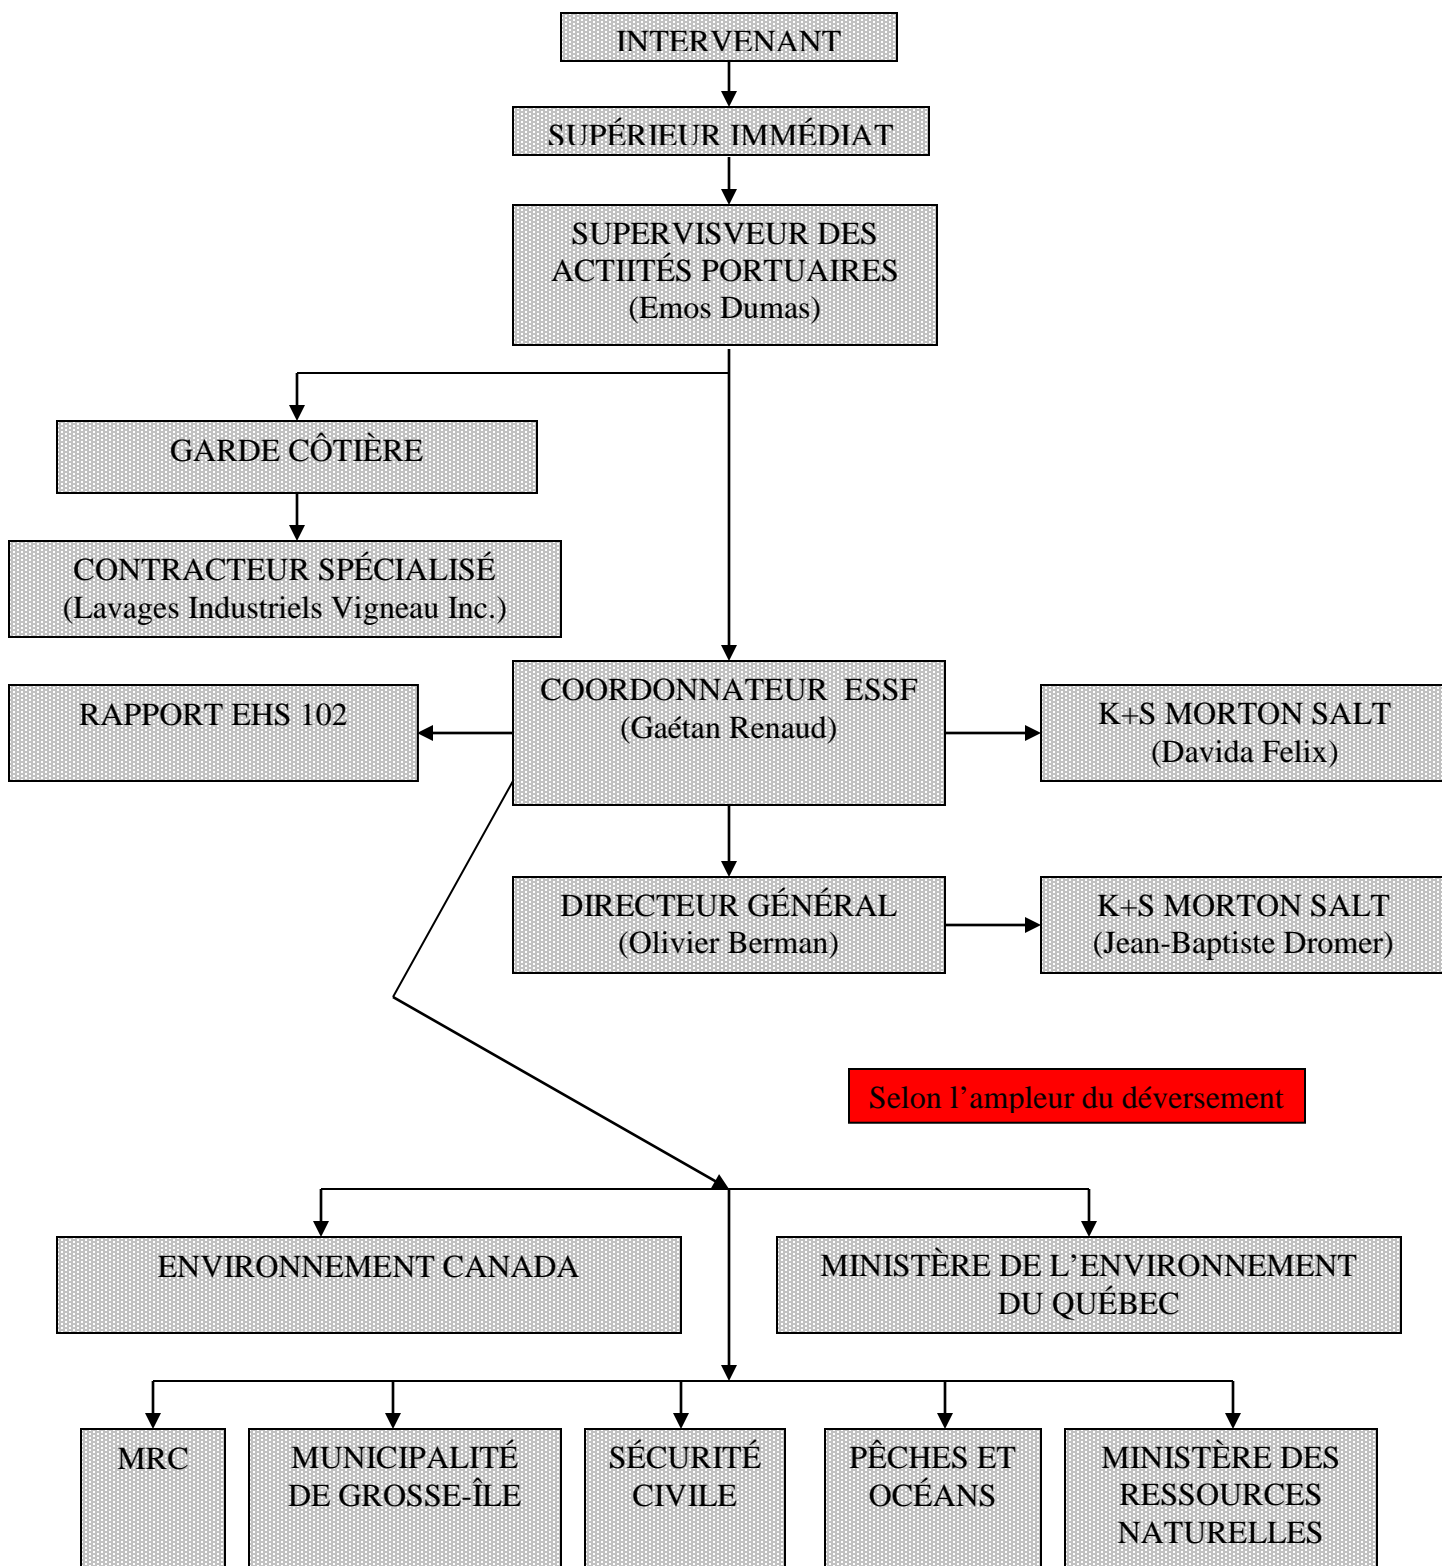 INTERVENANT
SUPÉRIEUR IMMÉDIAT
SUPERVISVEUR DES
ACTIITÉS PORTUAIRES
(Emos Dumas)
GARDE CÔTIÈRE
CONTRACTEUR SPÉCIALISÉ
(Lavages Industriels Vigneau Inc.)
RAPPORT EHS 102
COORDONNATEUR ESSF
(Gaétan Renaud)
K+S MORTON SALT
(Davida Felix)
DIRECTEUR GÉNÉRAL
(Olivier Berman)
K+S MORTON SALT
(Jean-Baptiste Dromer)
Selon l’ampleur du déversement
ENVIRONNEMENT CANADA
MINISTÈRE DE L’ENVIRONNEMENT
DU QUÉBEC
MRC
MUNICIPALITÉ
DE GROSSE-ÎLE
SÉCURITÉ
CIVILE
PÊCHES ET
OCÉANS
MINISTÈRE DES
RESSOURCES
NATURELLES